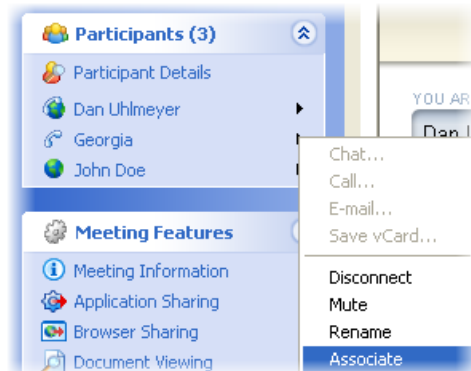 Participants (3)
Participant Details
Dan Uhlmeyer
Georgia
John Doe
Meeting Features
Meeting Information
Application Sharing
Browser Sharing
Document Viewing
YOU AR
Dan
Chat...
Call...
E-mail...
Save vCard...
Disconnect
Mute
Rename
Associate